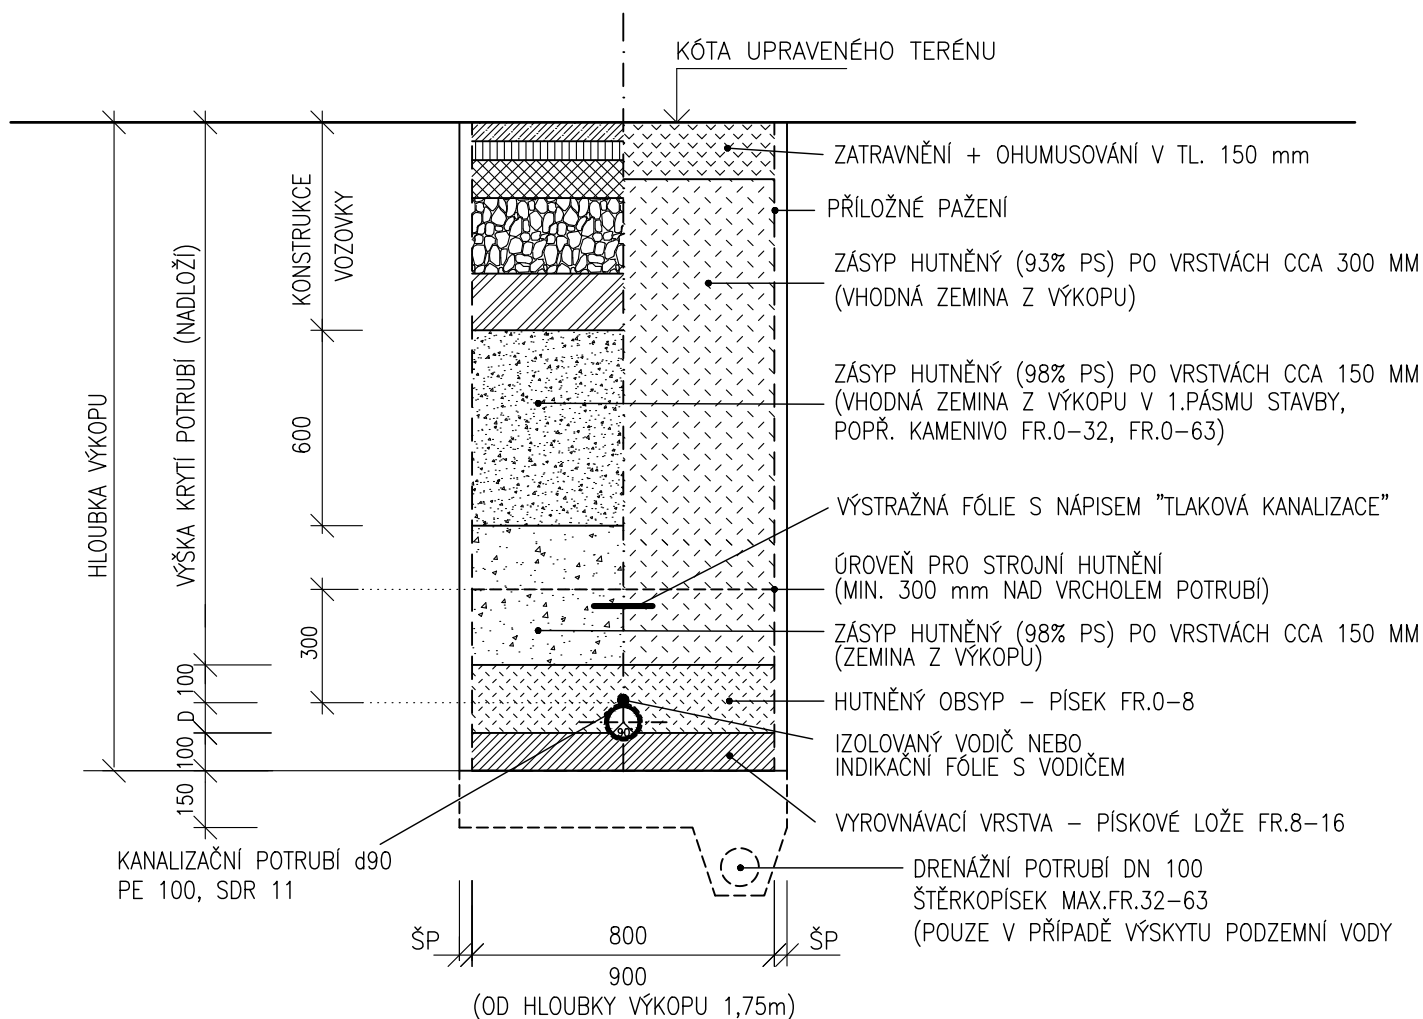 KÓTA UPRAVENÉHO TERÉNU
ZATRAVNĚNÍ + OHUMUSOVÁNÍ V TL. 150 mm
PŘÍLOŽNÉ PAŽENÍ
ZÁSYP HUTNĚNÝ (93% PS) PO VRSTVÁCH CCA 300 MM
(VHODNÁ ZEMINA Z VÝKOPU)
ZÁSYP HUTNĚNÝ (98% PS) PO VRSTVÁCH CCA 150 MM
(VHODNÁ ZEMINA Z VÝKOPU V 1.PÁSMU STAVBY,
POPŘ. KAMENIVO FR.0-32, FR.0-63)
VÝSTRAŽNÁ FÓLIE S NÁPISEM "TLAKOVÁ KANALIZACE"
ÚROVEŇ PRO STROJNÍ HUTNĚNÍ
(MIN. 300 mm NAD VRCHOLEM POTRUBÍ)
ZÁSYP HUTNĚNÝ (98% PS) PO VRSTVÁCH CCA 150 MM
(ZEMINA Z VÝKOPU)
HUTNĚNÝ OBSYP - PÍSEK FR.0-8
IZOLOVANÝ VODIČ NEBO
INDIKAČNÍ FÓLIE S VODIČEM
VYROVNÁVACÍ VRSTVA - PÍSKOVÉ LOŽE FR.8-16
DRENÁŽNÍ POTRUBÍ DN 100
ŠTĚRKOPÍSEK MAX.FR.32-63
(POUZE V PŘÍPADĚ VÝSKYTU PODZEMNÍ VODY
HLOUBKA VÝKOPU
VÝŠKA KRYTÍ POTRUBÍ (NADLOŽÍ)
KONSTRUKCE
VOZOVKY
600
300
100
D
100
150
90°
KANALIZAČNÍ POTRUBÍ d90
PE 100, SDR 11
ŠP
800
ŠP
900
(OD HLOUBKY VÝKOPU 1,75m)